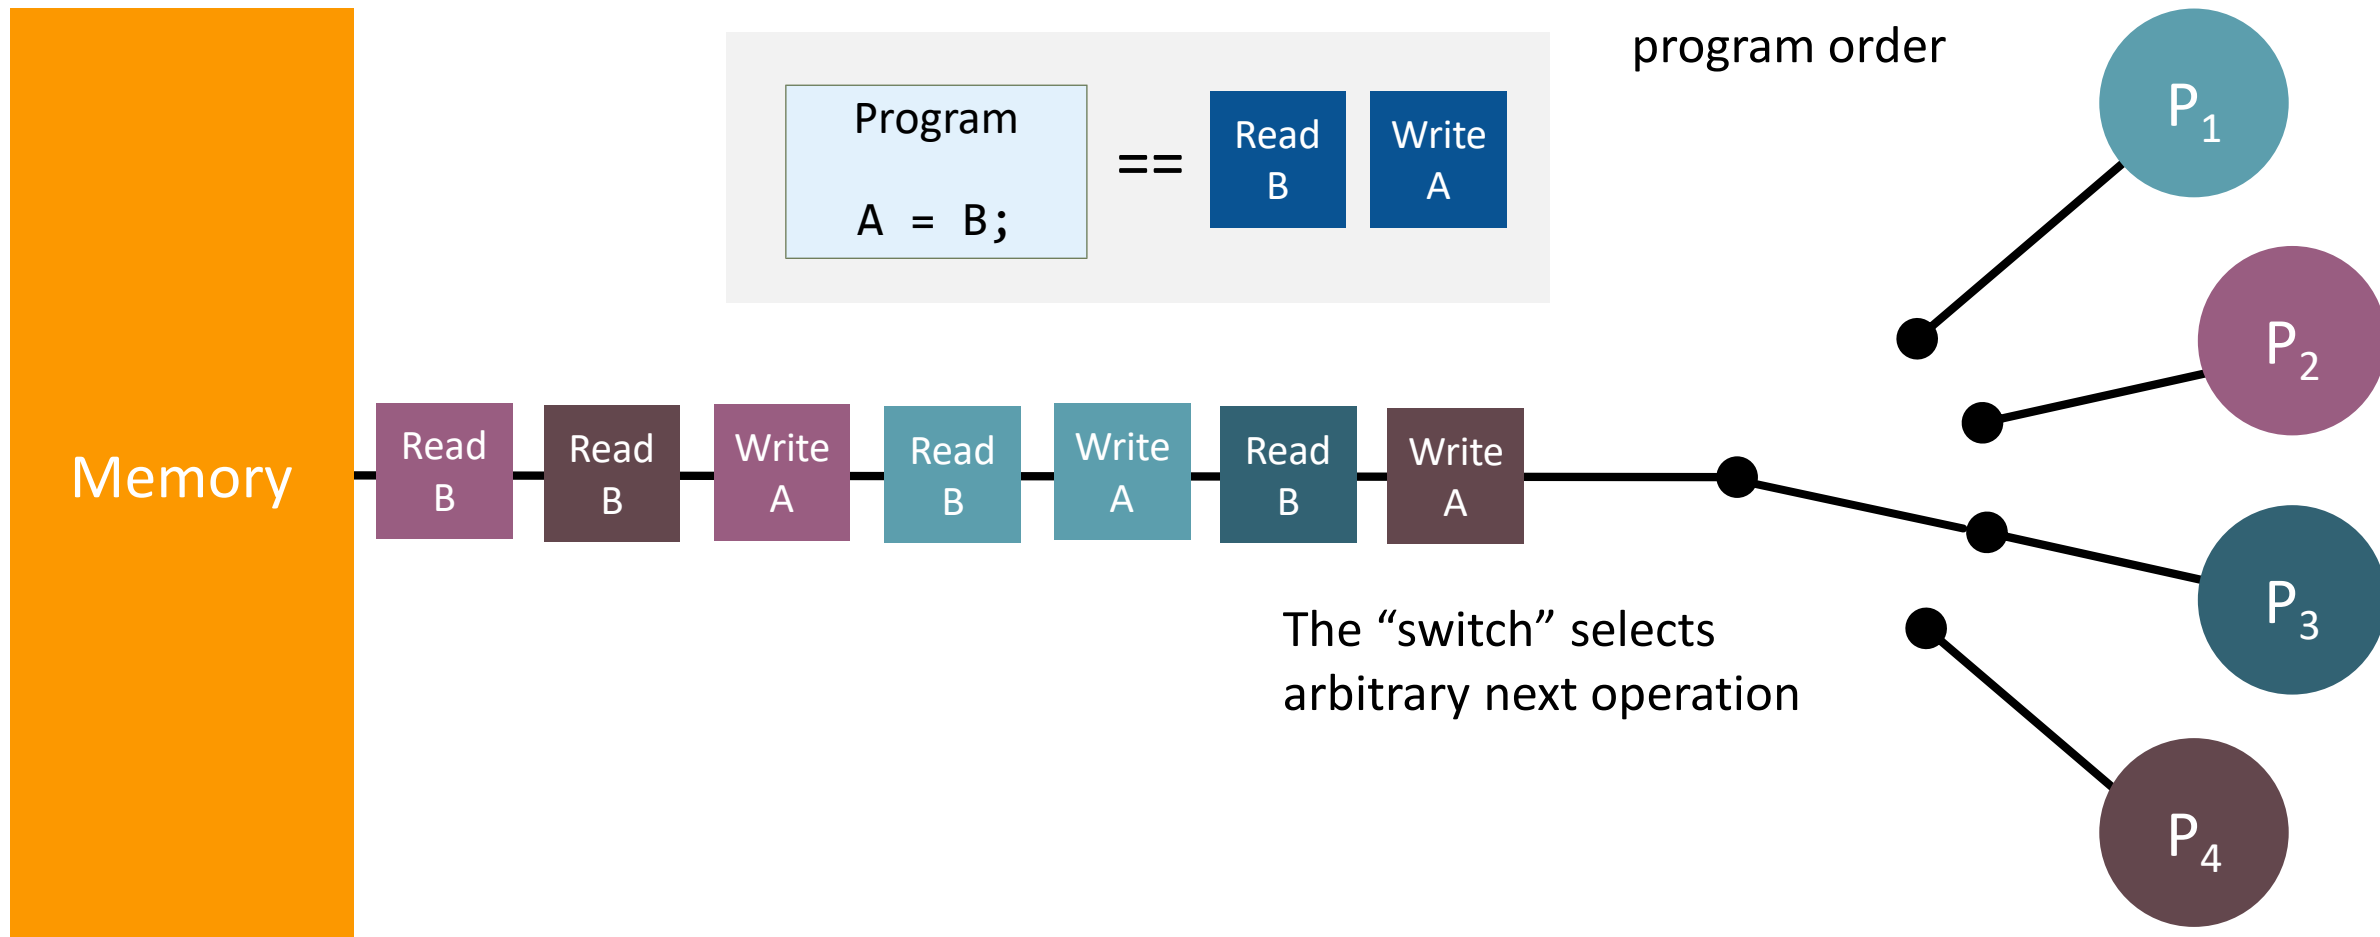 program order
Program
A = B;
==
Read
B
Write
A
P1
P2
P3
P4
Memory
Read
B
Read
B
Write
A
Read
B
Write
A
Read
B
Write
A
The “switch” selects
arbitrary next operation